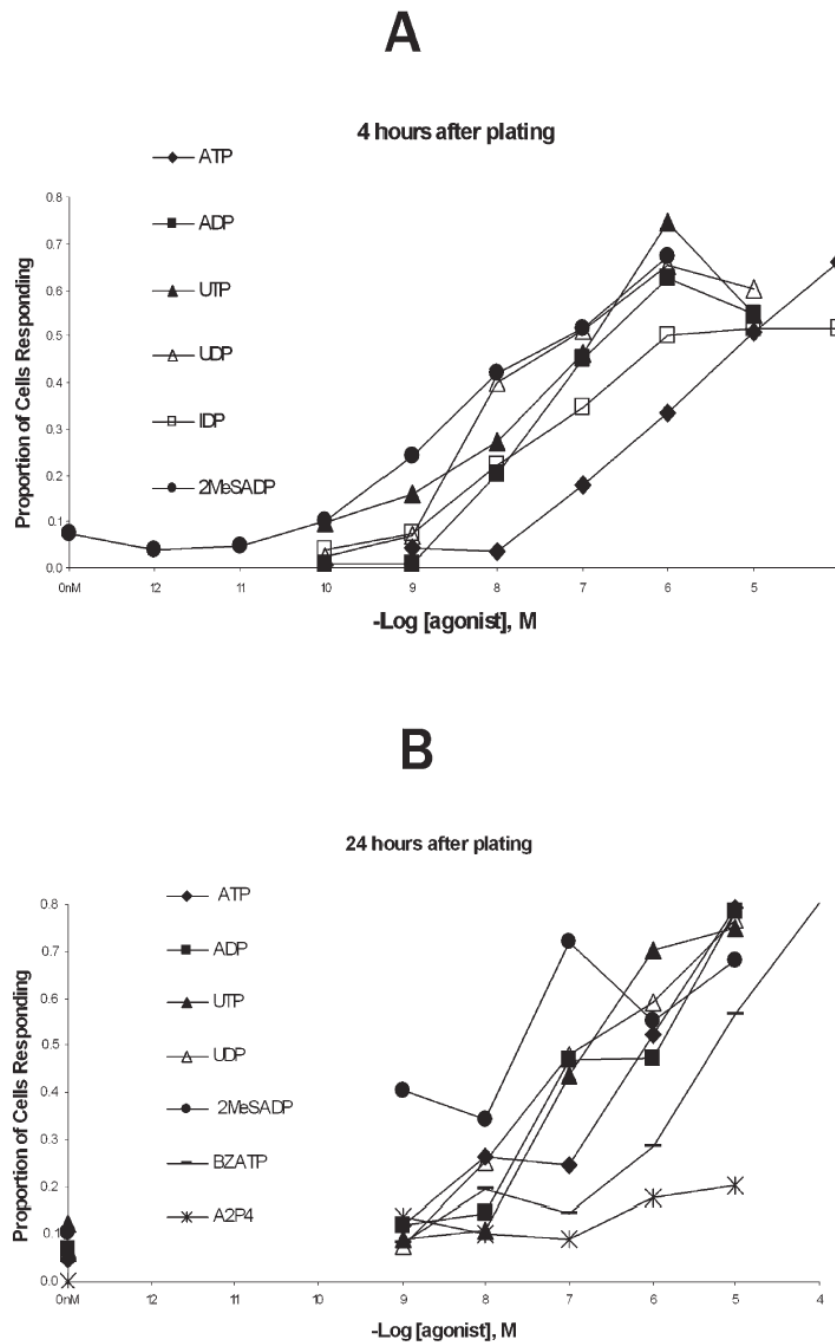 A
4 hours after plating
ATP
ADP
UTP
UDP
IDP
2MeSADP
Proportion of Cells Responding
0.8
0.7
0.6
0.5
0.4
0.3
0.2
0.1
0.0
0nM 12 11 10 9 8 7 6 5
-Log [agonist], M
B
24 hours after plating
ATP
ADP
UTP
UDP
2MeSADP
BZATP
A2P4
Proportion of Cells Responding
0.8
0.7
0.6
0.5
0.4
0.3
0.2
0.1
0.0
0nM 12 11 10 9 8 7 6 5 4
-Log [agonist], M